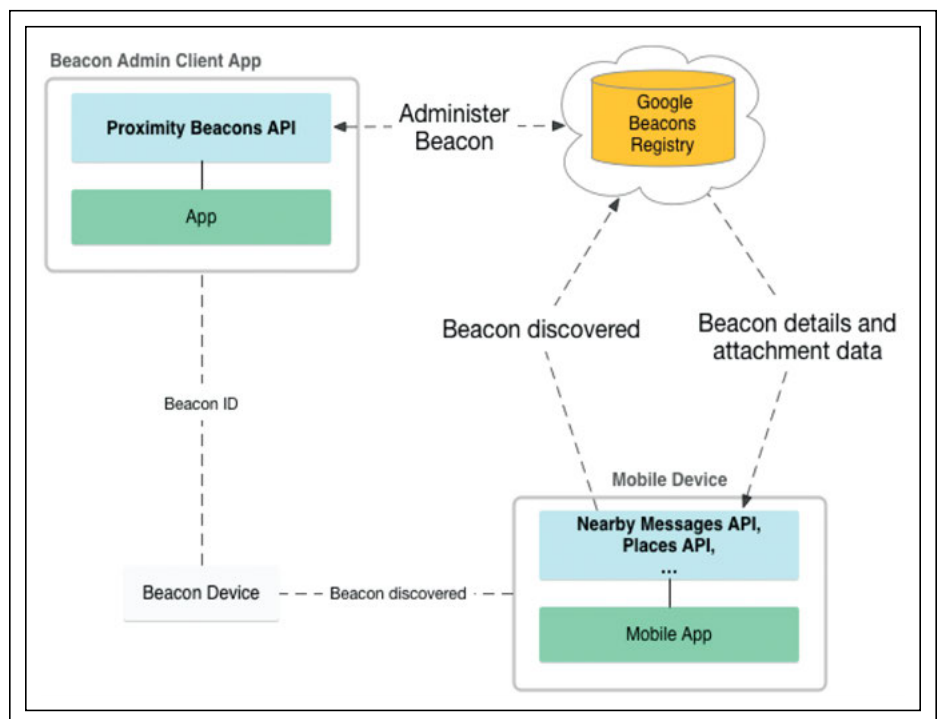 Beacon Admin Client App
Proximity Beacons API
App
Administer
Beacon
Google
Beacons
Registry
Beacon discovered
Beacon details and
attachment data
Beacon ID
Mobile Device
Nearby Messages API,
Places API,
...
Mobile App
Beacon Device
Beacon discovered